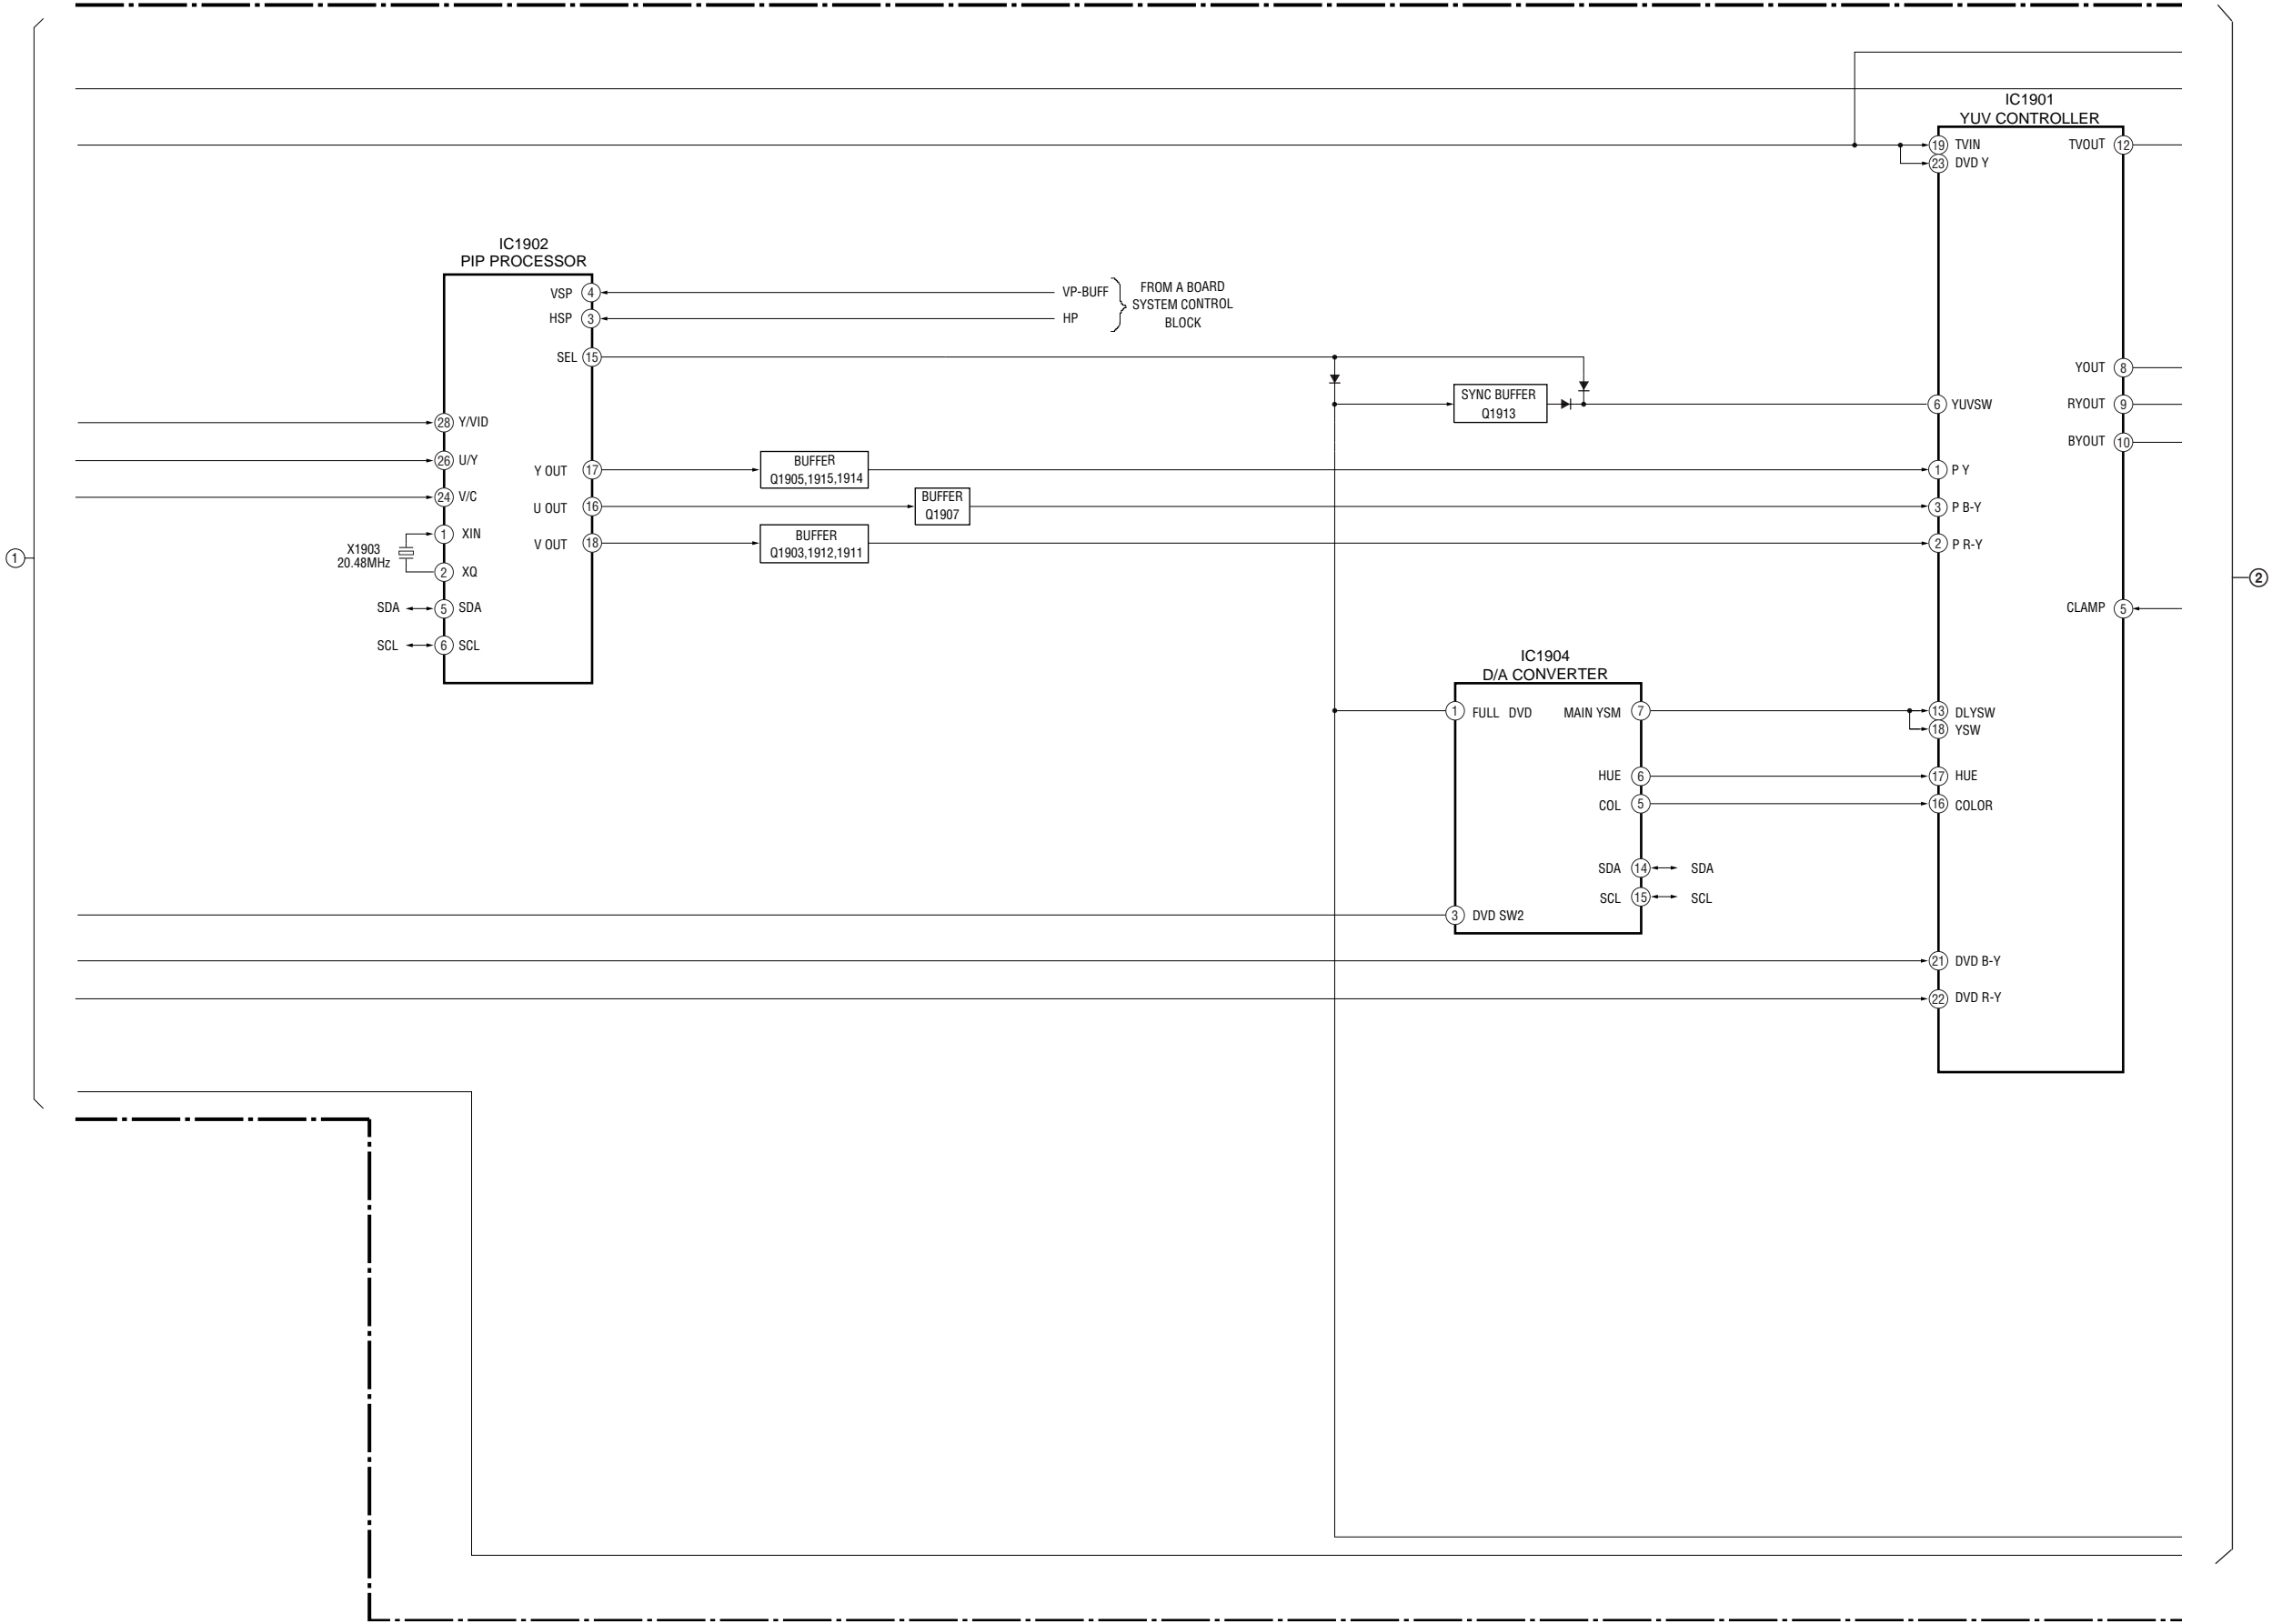 IC1901
YUV CONTROLLER
19 TVIN
TVOUT 12
23 DVD Y
IC1902
PIP PROCESSOR
VSP 4
VP-BUFF
HSP 3
HP
FROM A BOARD
SYSTEM CONTROL
BLOCK
SEL 15
YOUT 8
SYNC BUFFER
Q1913
6 YUVSW
RYOUT 9
28 Y/VID
BYOUT 10
26 U/Y
Y OUT 17
BUFFER
Q1905,1915,1914
1 P Y
24 V/C
U OUT 16
BUFFER
Q1907
3 P B-Y
1 XIN
V OUT 18
BUFFER
Q1903,1912,1911
2 P R-Y
X1903
20.48MHz
1
2 XQ
2
SDA 5 SDA
CLAMP 5
SCL 6 SCL
IC1904
D/A CONVERTER
1 FULL DVD
MAIN YSM 7
13 DLYSW
18 YSW
HUE 6
17 HUE
COL 5
16 COLOR
SDA 14 SDA
SCL 15 SCL
3 DVD SW2
21 DVD B-Y
22 DVD R-Y